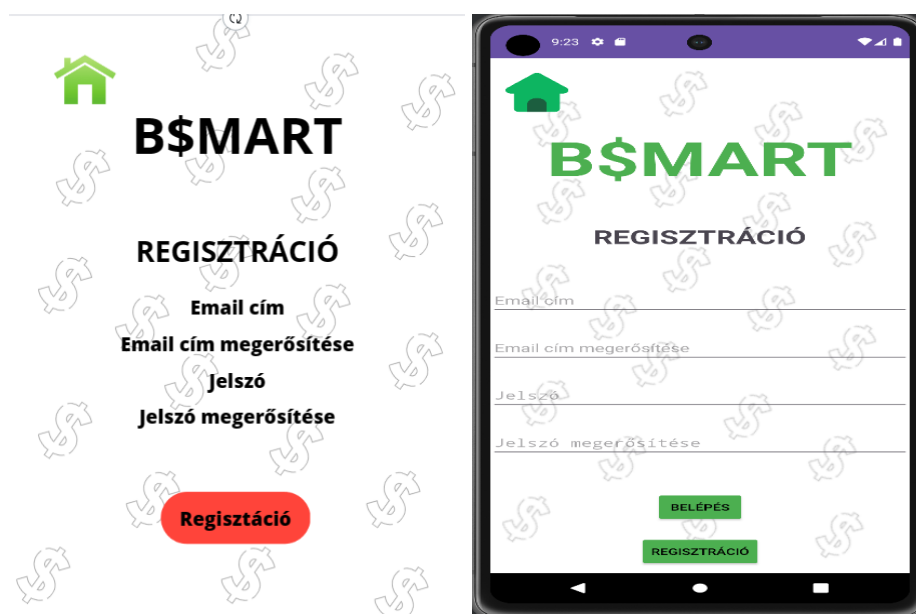 B$MART
REGISZTRÁCIÓ
Email cím
Email cím megerősítése
Jelszó
Jelszó megerősítése
Regisztáció
9:23
B$MART
REGISZTRÁCIÓ
Email cím
Email cím megerősítése
Jelszó
Jelszó megerősítése
BELÉPÉS
REGISZTRÁCIÓ